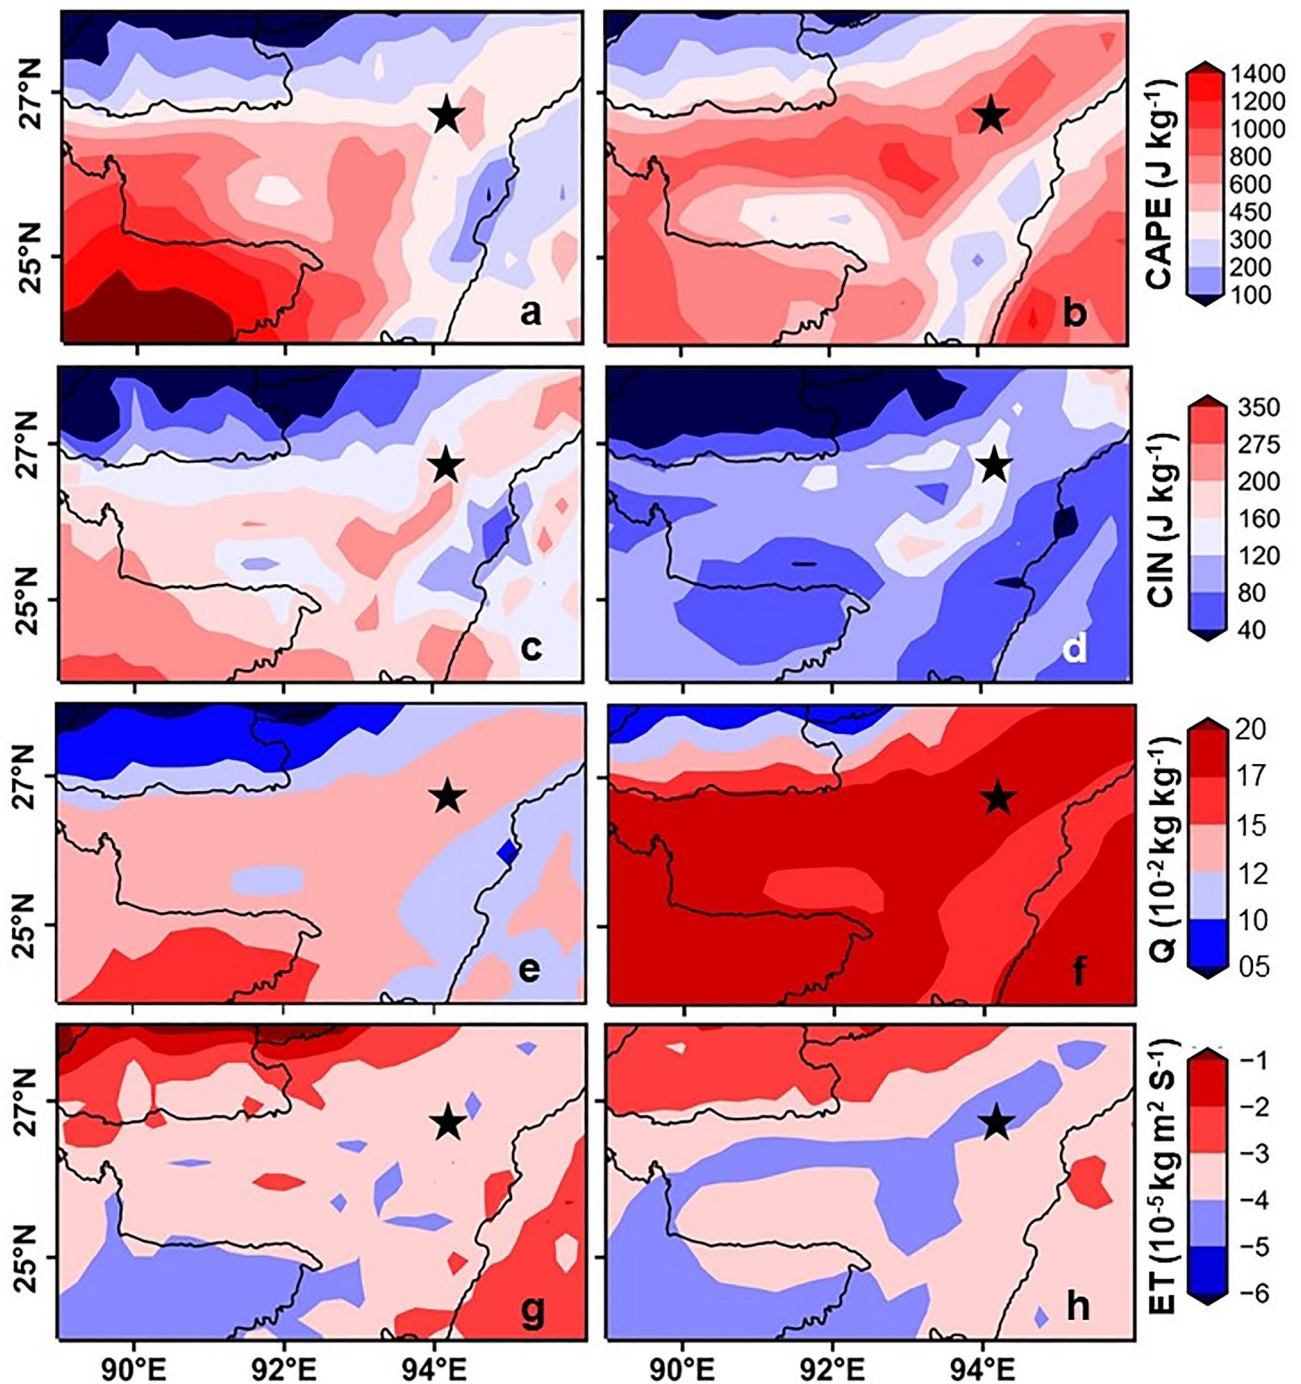 27°N
25°N
a
b
1400
1200
1000
800
600
450
300
200
100
CAPE (J kg-1)
27°N
25°N
c
d
350
275
200
160
120
80
40
CIN (J kg-1)
27°N
25°N
e
f
20
17
15
12
10
05
Q (10-2 kg kg-1)
27°N
25°N
g
h
−1
−2
−3
−4
−5
−6
ET (10-5 kg m2 S-1)
90°E 92°E 94°E 90°E 92°E 94°E